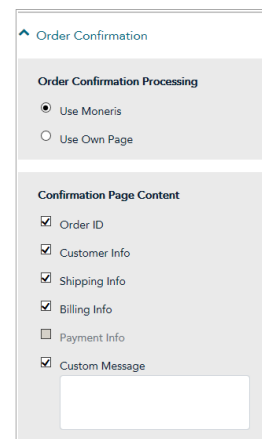 Order Confirmation
Order Confirmation Processing
Use Moneris
Use Own Page
Confirmation Page Content
Order ID
Customer Info
Shipping Info
Billing Info
Payment Info
Custom Message